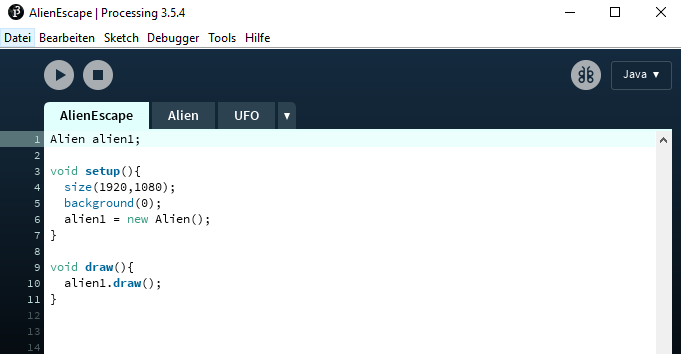 AlienEscape | Processing 3.5.4
Datei Bearbeiten Sketch Debugger Tools Hilfe
Java ▾
AlienEscape Alien UFO ▾
1 Alien alien1;
2
3 void setup(){
4   size(1920,1080);
5   background(0);
6   alien1 = new Alien();
7 }
8
9 void draw(){
10   alien1.draw();
11 }
12
13
14